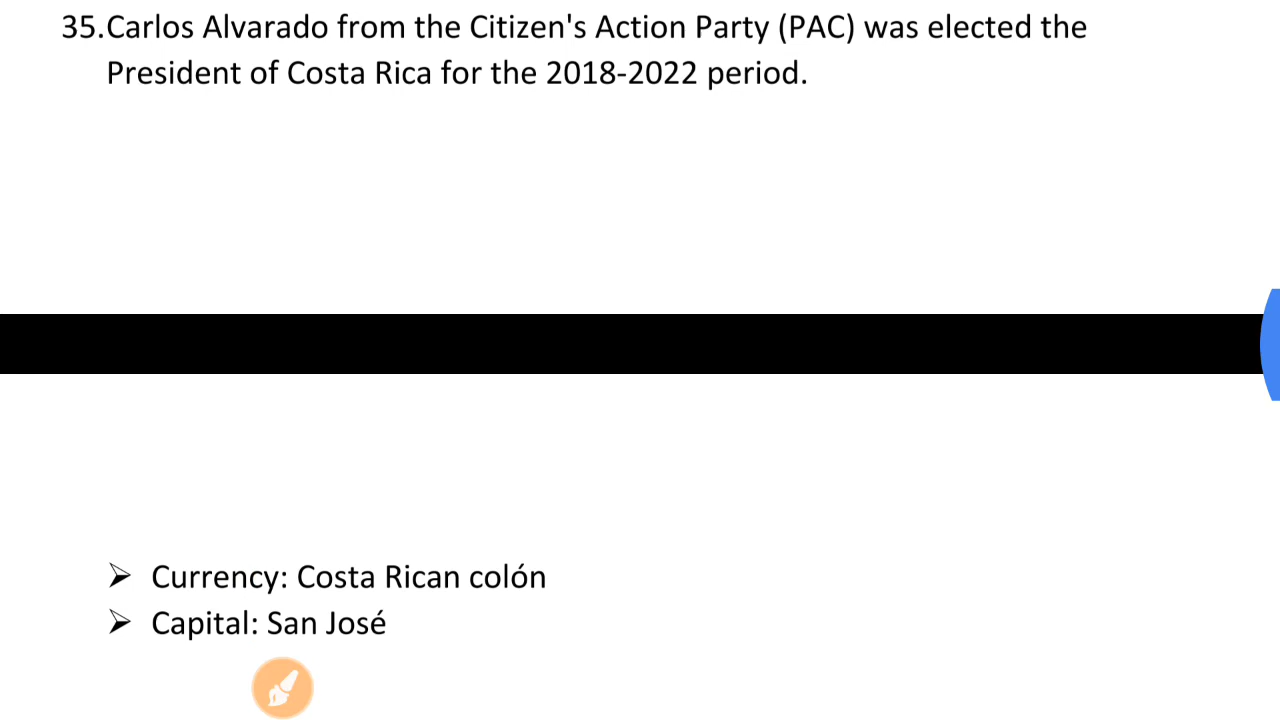 35.Carlos Alvarado from the Citizen's Action Party (PAC) was elected the
President of Costa Rica for the 2018-2022 period.
➢ Currency: Costa Rican colón
➢ Capital: San José